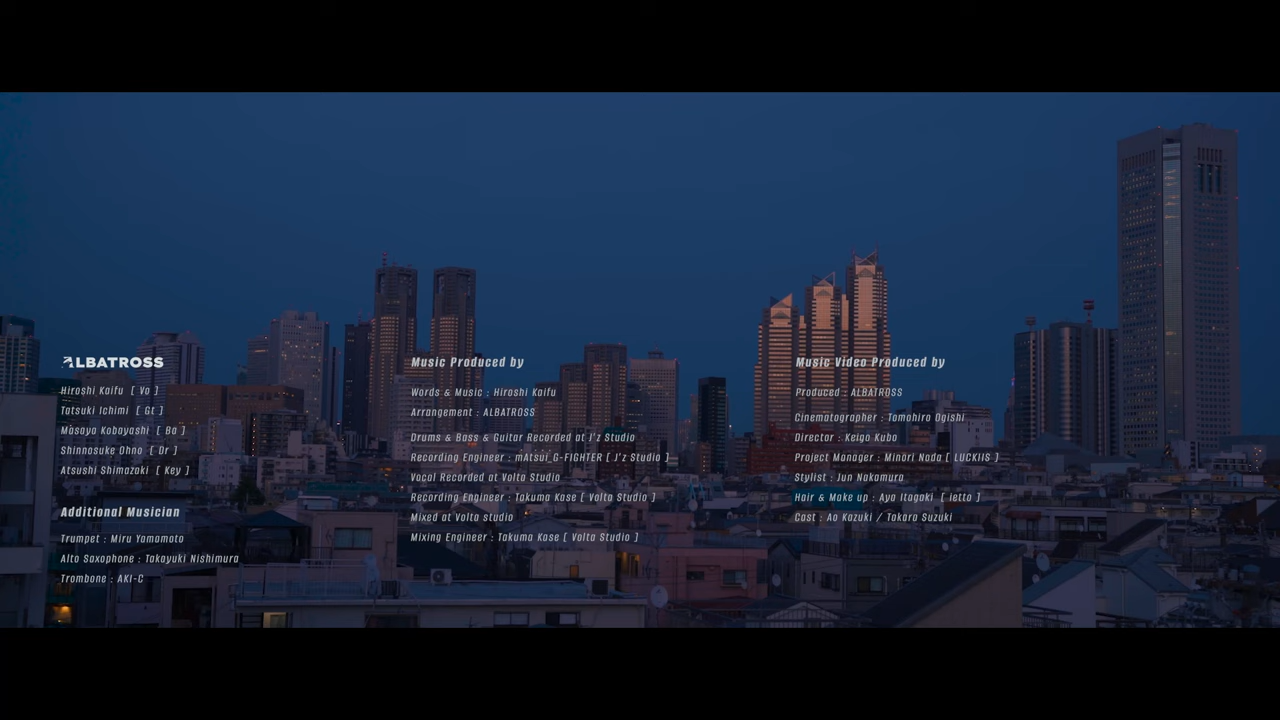 ALBATROSS
Hiroshi Kaifu [ Vo ]
Tatsuki Ichimi [ Gt ]
Masaya Kobayashi [ Ba ]
Shinnosuke Ohno [ Dr ]
Atsushi Shimazaki [ Key ]
Additional Musician
Trumpet : Miru Yamamoto
Alto Saxophone : Takayuki Nishimura
Trombone : AKI-C
Music Produced by
Words & Music : Hiroshi Kaifu
Arrangement : ALBATROSS
Drums & Bass & Guitar Recorded at J'z Studio
Recording Engineer : mAtsui_G-FIGHTER [ J'z Studio ]
Vocal Recorded at Volta Studio
Recording Engineer : Takuma Kase [ Volta Studio ]
Mixed at Volta studio
Mixing Engineer : Takuma Kase [ Volta Studio ]
Music Video Produced by
Produced : ALBATROSS
Cinematographer : Tamohiro Ogishi
Director : Keigo Kubo
Project Manager : Minori Nada [ LUCKIIS ]
Stylist : Jun Nakamura
Hair & Make up : Aya Itagaki [ ietta ]
Cast : Ao Kazuki / Takara Suzuki